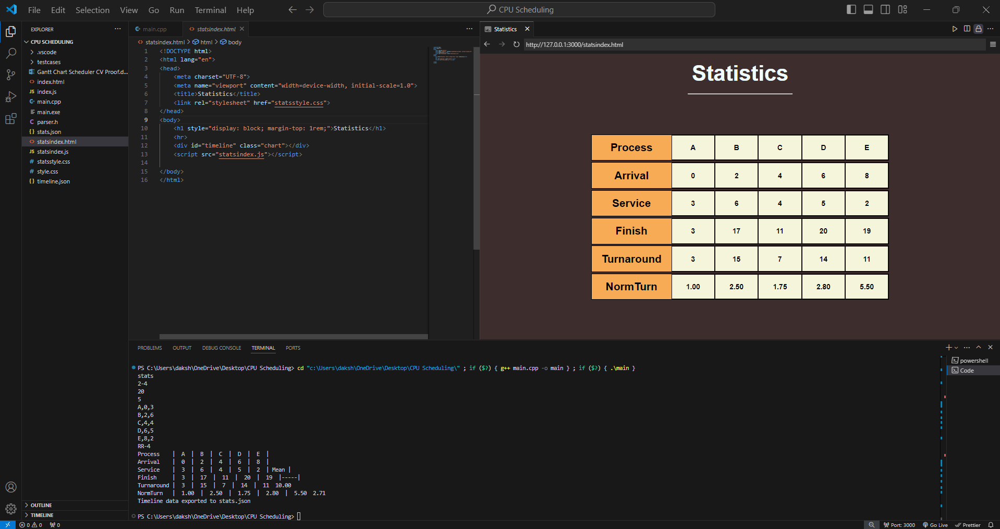 File Edit Selection View Go Run Terminal Help CPU Scheduling
EXPLORER
CPU SCHEDULING
.vscode
testcases
Gantt Chart Scheduler CV Proof.d...
index.html
JS index.js
main.cpp
main.exe
C parser.h
{} stats.json
<> statsindex.html
JS statsindex.js
# statsstyle.css
# style.css
{} timeline.json
OUTLINE
TIMELINE
main.cpp statsindex.html
statsindex.html > html > body
1 <!DOCTYPE html>
2 <html lang="en">
3 <head>
4 <meta charset="UTF-8">
5 <meta name="viewport" content="width=device-width, initial-scale=1.0">
6 <title>Statistics</title>
7 <link rel="stylesheet" href="statsstyle.css">
8 </head>
9 <body>
10 <h1 style="display: block; margin-top: 1rem;">Statistics</h1>
11 <hr>
12 <div id="timeline" class="chart"></div>
13 <script src="statsindex.js"></script>
14
15 </body>
16 </html>
Statistics
http://127.0.0.1:3000/statsindex.html
Statistics
Process A B C D E
Arrival 0 2 4 6 8
Service 3 6 4 5 2
Finish 3 17 11 20 19
Turnaround 3 15 7 14 11
NormTurn 1.00 2.50 1.75 2.80 5.50
PROBLEMS OUTPUT DEBUG CONSOLE TERMINAL PORTS
powershell
Code
PS C:\Users\daksh\OneDrive\Desktop\CPU Scheduling> cd "c:\Users\daksh\OneDrive\Desktop\CPU Scheduling\" ; if ($?) { g++ main.cpp -o main } ; if ($?) { .\main }
stats
2-4
20
5
A,0,3
B,2,6
C,4,4
D,6,5
E,8,2
RR-4
Process | A | B | C | D | E |
Arrival | 0 | 2 | 4 | 6 | 8 |
Service | 3 | 6 | 4 | 5 | 2 | Mean |
Finish | 3 | 17 | 11 | 20 | 19 |-----|
Turnaround | 3 | 15 | 7 | 14 | 11 10.00
NormTurn | 1.00 | 2.50 | 1.75 | 2.80 | 5.50 2.71
Timeline data exported to stats.json
PS C:\Users\daksh\OneDrive\Desktop\CPU Scheduling>
0 0 0 Port: 3000 Go Live Prettier